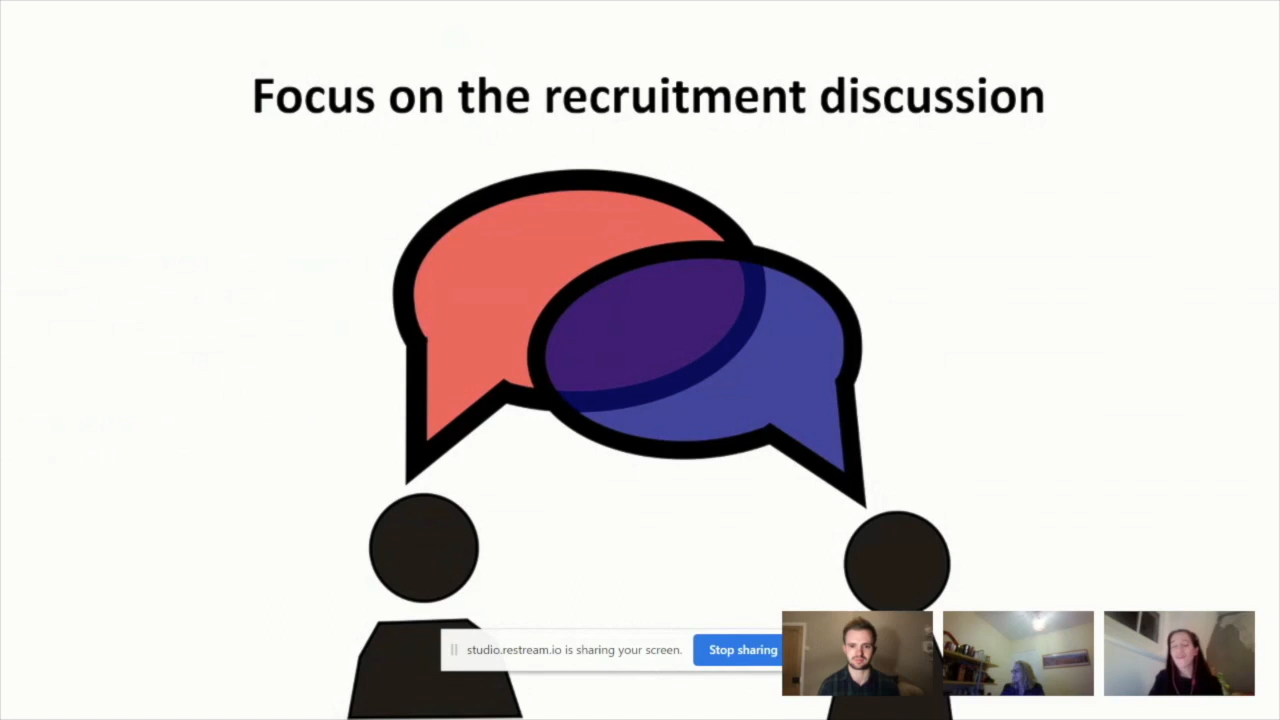 Focus on the recruitment discussion
studio.restream.io is sharing your screen. Stop sharing